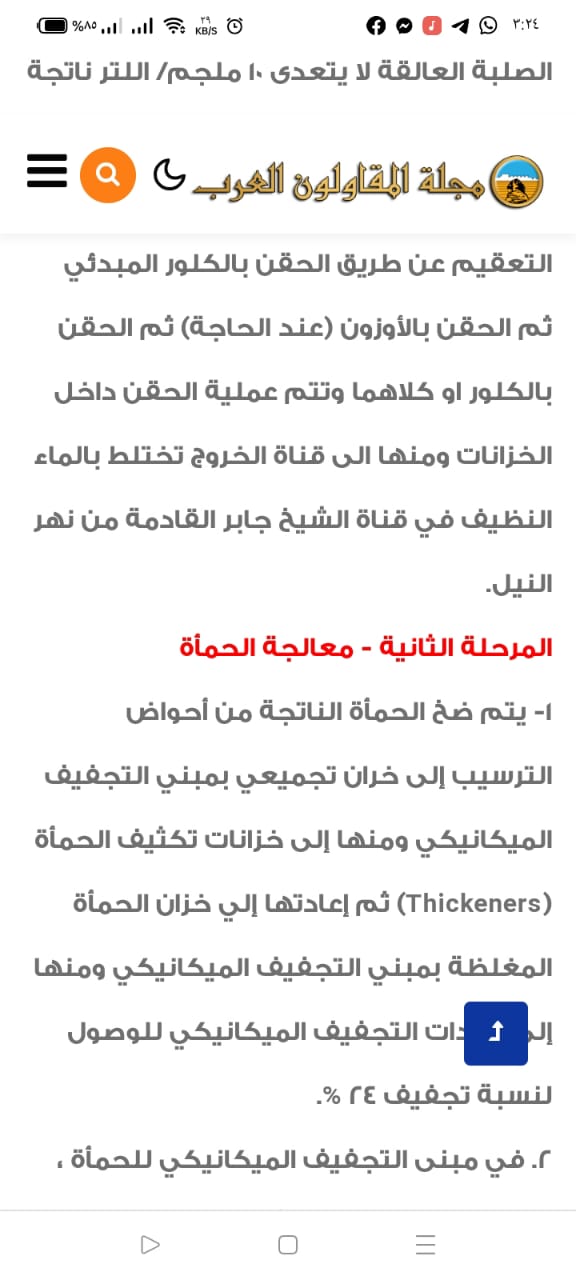 %٨٥ ٢٩ KB/S ٣:٢٤
الصلبة العالقة لا يتعدى ١٠ ملجم/ اللتر ناتجة
مجلة المقاولون العرب
التعقيم عن طريق الحقن بالكلور المبدئي
ثم الحقن بالأوزون (عند الحاجة) ثم الحقن
بالكلور او كلاهما وتتم عملية الحقن داخل
الخزانات ومنها الى قناة الخروج تختلط بالماء
النظيف في قناة الشيخ جابر القادمة من نهر
النيل.
المرحلة الثانية - معالجة الحمأة
١- يتم ضخ الحمأة الناتجة من أحواض
الترسيب إلى خران تجميعي بمبني التجفيف
الميكانيكي ومنها إلى خزانات تكثيف الحمأة
(Thickeners) ثم إعادتها إلي خزان الحمأة
المغلظة بمبني التجفيف الميكانيكي ومنها
التجفيف الميكانيكي للوصول
لنسبة تجفيف ٢٤ %.
٢. في مبنى التجفيف الميكانيكي للحمأة ،